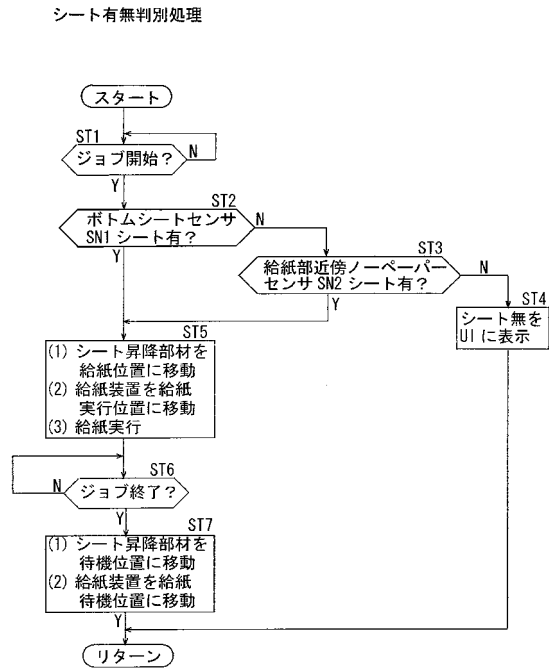 シート有無判別処理
スタート
ST1
ジョブ開始?
N
Y
ST2
ボトムシートセンサ
SN1 シート有?
N
Y
ST3
給紙部近傍ノーペーパー
センサ SN2 シート有?
N
Y
ST4
シート無を
UIに表示
ST5
(1) シート昇降部材を
給紙位置に移動
(2) 給紙装置を給紙
実行位置に移動
(3) 給紙実行
ST6
ジョブ終了?
N
Y
ST7
(1) シート昇降部材を
待機位置に移動
(2) 給紙装置を給紙
待機位置に移動
Y
リターン